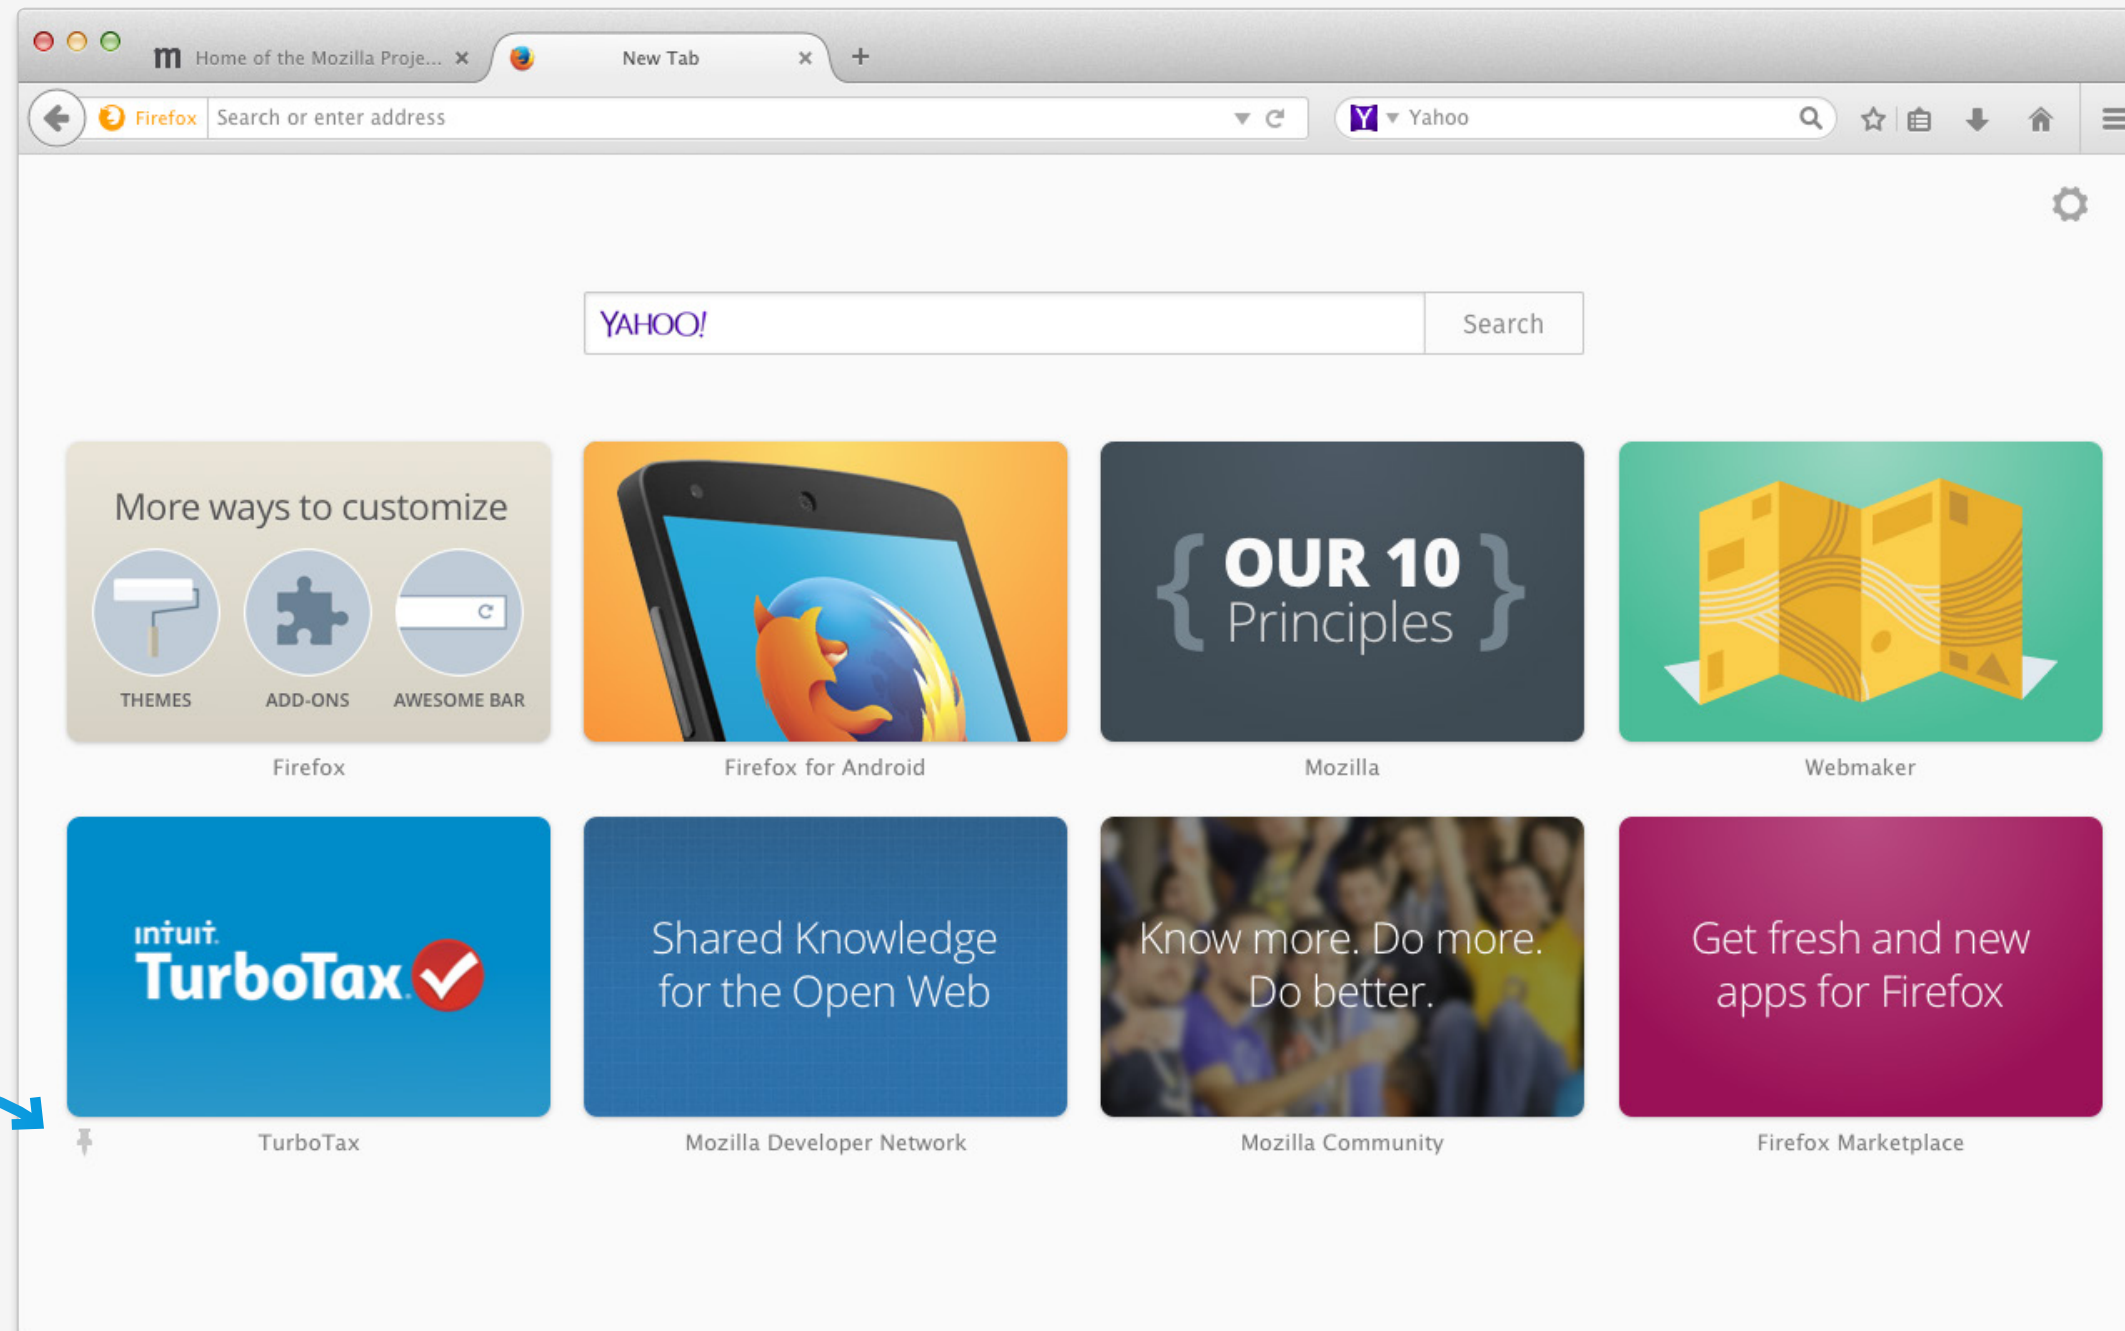 m Home of the Mozilla Proje...
New Tab
Firefox
Search or enter address
Y Yahoo
YAHOO!
Search
More ways to customize
THEMES
ADD-ONS
AWESOME BAR
{ OUR 10
Principles }
Firefox
Firefox for Android
Mozilla
Webmaker
intuit.
TurboTax
Shared Knowledge
for the Open Web
Know more. Do more.
Do better.
Get fresh and new
apps for Firefox
TurboTax
Mozilla Developer Network
Mozilla Community
Firefox Marketplace